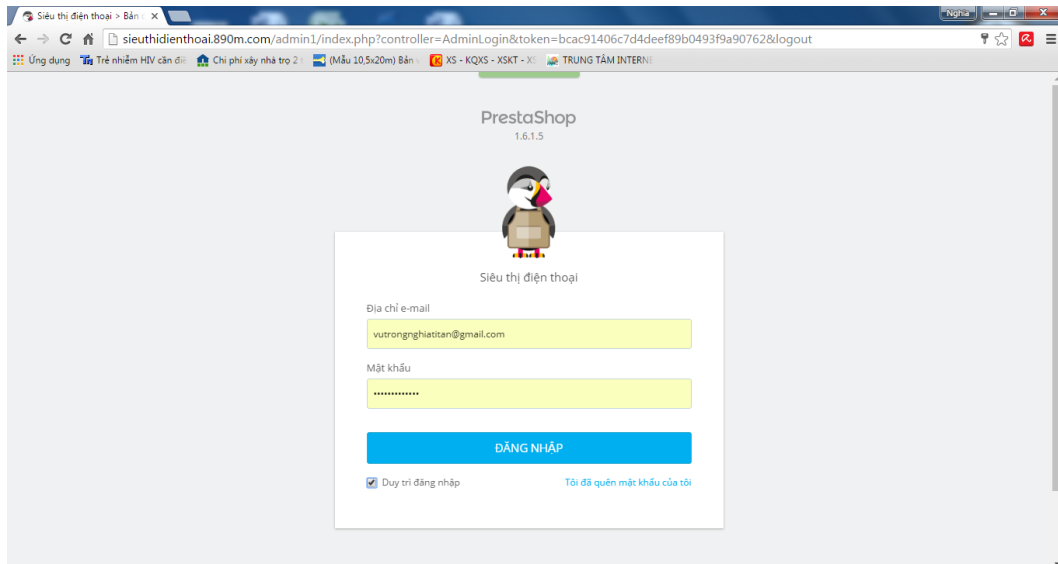 Siêu thị điện thoại > Bản
Nghia
sieuthidienthoai.890m.com/admin1/index.php?controller=AdminLogin&token=bcac91406c7d4deef89b0493f9a90762&logout
Ứng dụng Trẻ nhiễm HIV cần Chi phí xây nhà trọ 2 (Mẫu 10,5x20m) Bản XS - KQXS - XSKT - TRUNG TÂM INTERN
PrestaShop
1.6.1.5
Siêu thị điện thoại
Địa chỉ e-mail
vutrongnghiatitan@gmail.com
Mật khẩu
•••••••••••••
ĐĂNG NHẬP
Duy trì đăng nhập Tôi đã quên mật khẩu của tôi